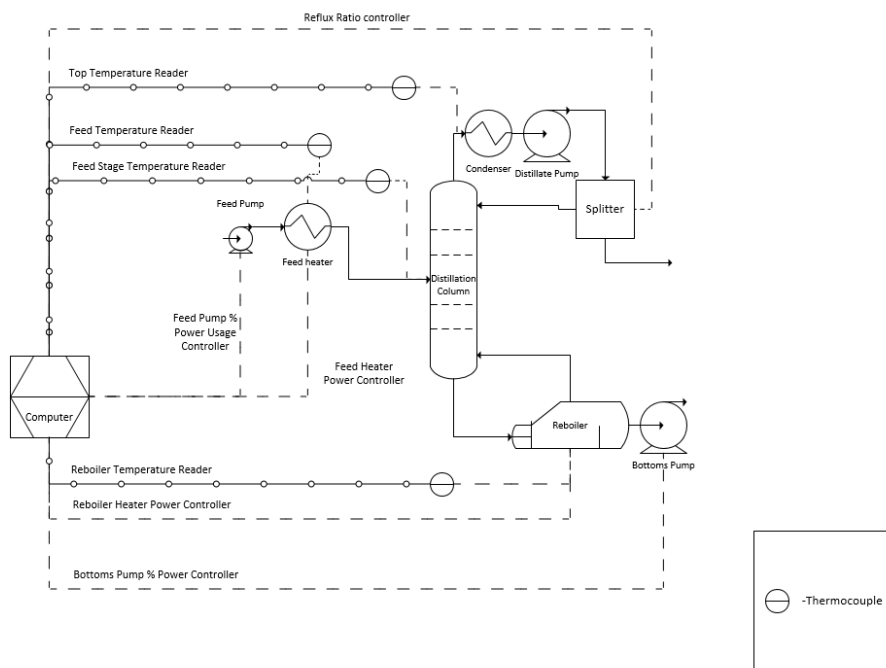 Reflux Ratio controller
Top Temperature Reader
Feed Temperature Reader
Feed Stage Temperature Reader
Condenser
Distillate Pump
Feed Pump
Splitter
Feed heater
Distillation
Column
Feed Pump %
Power Usage
Controller
Feed Heater
Power Controller
Computer
Reboiler
Reboiler Temperature Reader
Bottoms Pump
Reboiler Heater Power Controller
Bottoms Pump % Power Controller
-Thermocouple